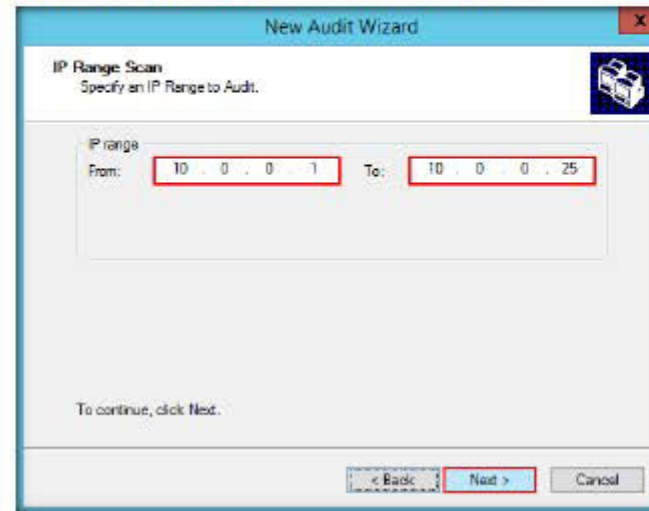 New Audit Wizard
x
IP Range Scan
Specify an IP Range to Audit.
IP range
From: 10 . 0 . 0 . 1 To: 10 . 0 . 0 . 25
To continue, click Next.
< Back Next > Cancel